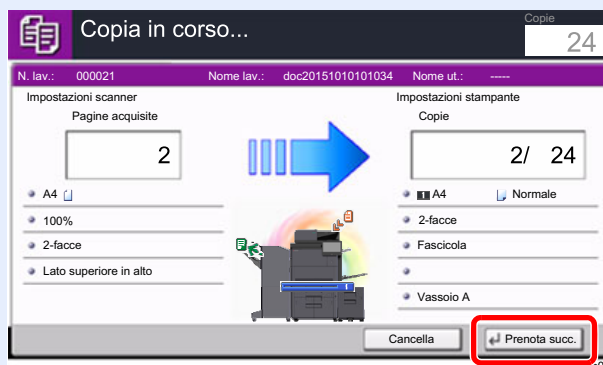 Copia in corso...
Copie
24
N. lav.: 000021 Nome lav.: doc20151010101034 Nome ut.: -----
Impostazioni scanner
Pagine acquisite
2
A4
100%
2-facce
Lato superiore in alto
Impostazioni stampante
Copie
2/ 24
1 A4 Normale
2-facce
Fascicola
Vassoio A
Cancella
Prenota succ.